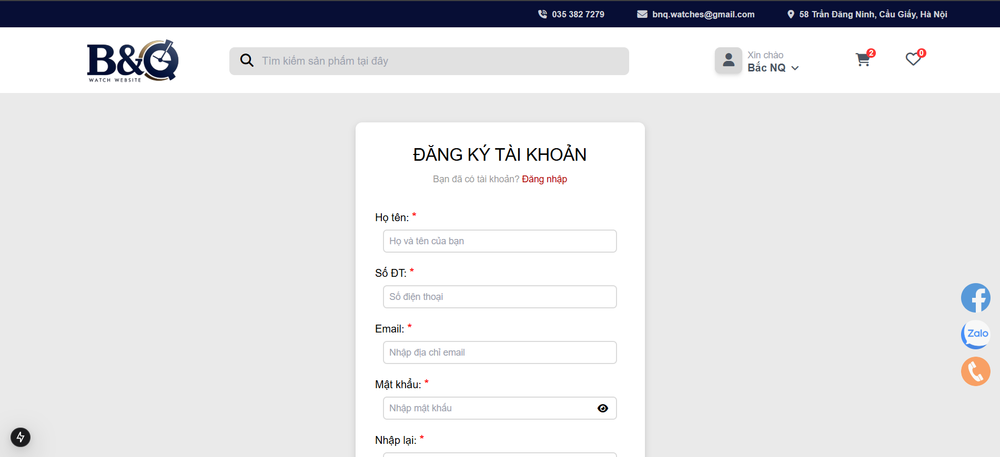 035 382 7279
bnq.watches@gmail.com
58 Trần Đăng Ninh, Cầu Giấy, Hà Nội
B&Q
WATCH WEBSITE
Tìm kiếm sản phẩm tại đây
Xin chào
Bắc NQ
2
0
ĐĂNG KÝ TÀI KHOẢN
Bạn đã có tài khoản? Đăng nhập
Họ tên: *
Họ và tên của bạn
Số ĐT: *
Số điện thoại
Email: *
Nhập địa chỉ email
Mật khẩu: *
Nhập mật khẩu
Nhập lại: *
Zalo